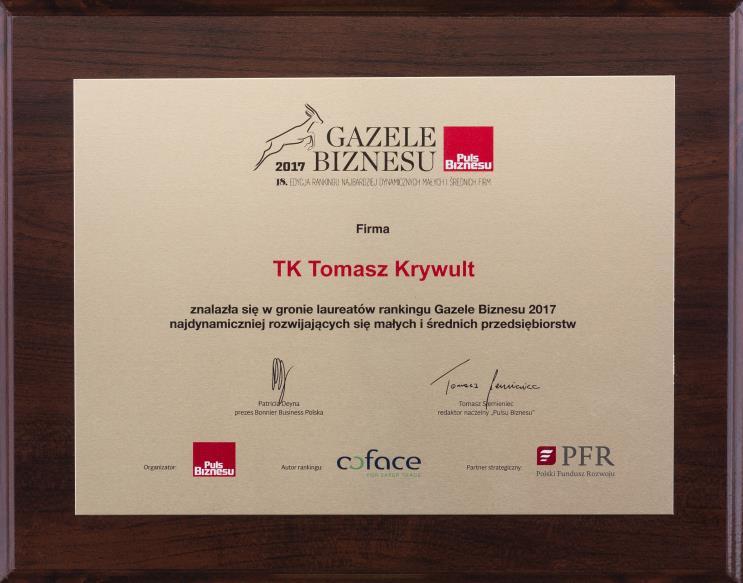 GAZELE
2017 BIZNESU
Puls
Biznesu
18. EDYCJA RANKINGU NAJBARDZIEJ DYNAMICZNYCH MAŁYCH I ŚREDNICH FIRM
Firma
TK Tomasz Krywult
znalazła się w gronie laureatów rankingu Gazele Biznesu 2017
najdynamiczniej rozwijających się małych i średnich przedsiębiorstw
Tomasz Siemieniec
Patricia Deyna
prezes Bonnier Business Polska
Tomasz Siemieniec
redaktor naczelny „Pulsu Biznesu”
Organizator:
Puls
Biznesu
Autor rankingu:
coface
FOR SAFER TRADE
Partner strategiczny:
PFR
Polski Fundusz Rozwoju